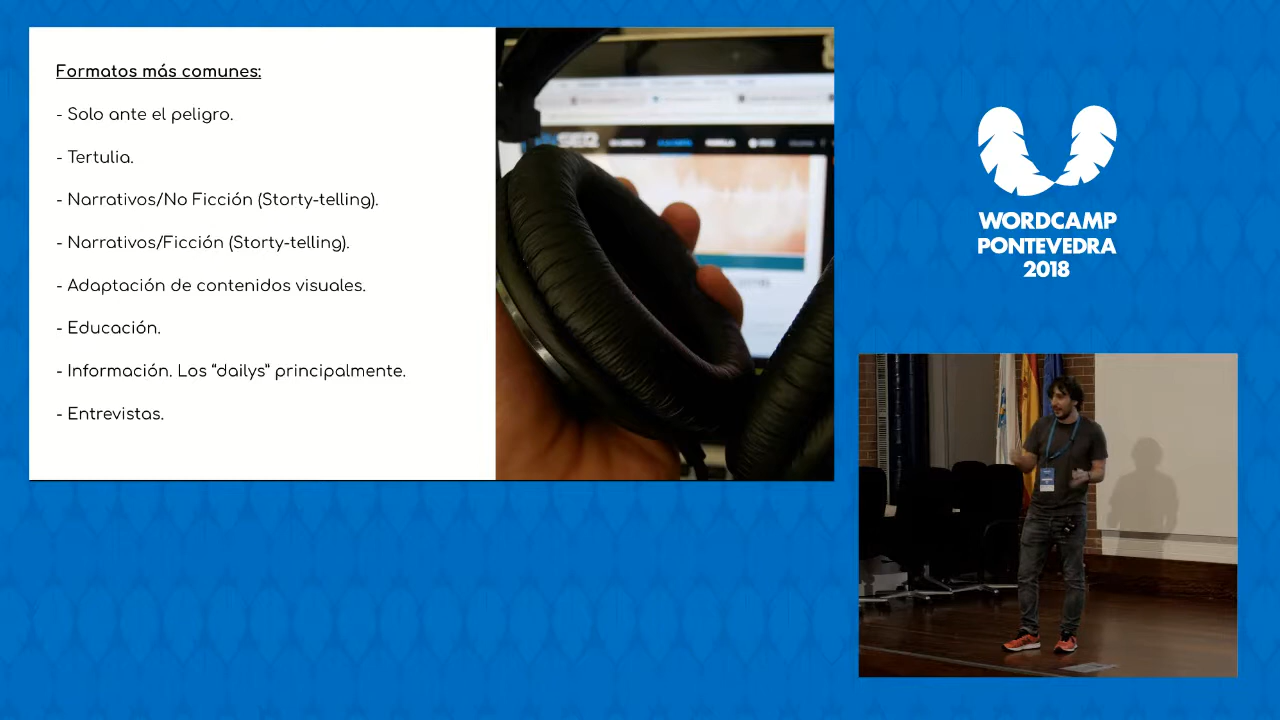 Formatos más comunes:
- Solo ante el peligro.
- Tertulia.
- Narrativos/No Ficción (Storty-telling).
- Narrativos/Ficción (Storty-telling).
- Adaptación de contenidos visuales.
- Educación.
- Información. Los “dailys” principalmente.
- Entrevistas.
WORDCAMP
PONTEVEDRA
2018